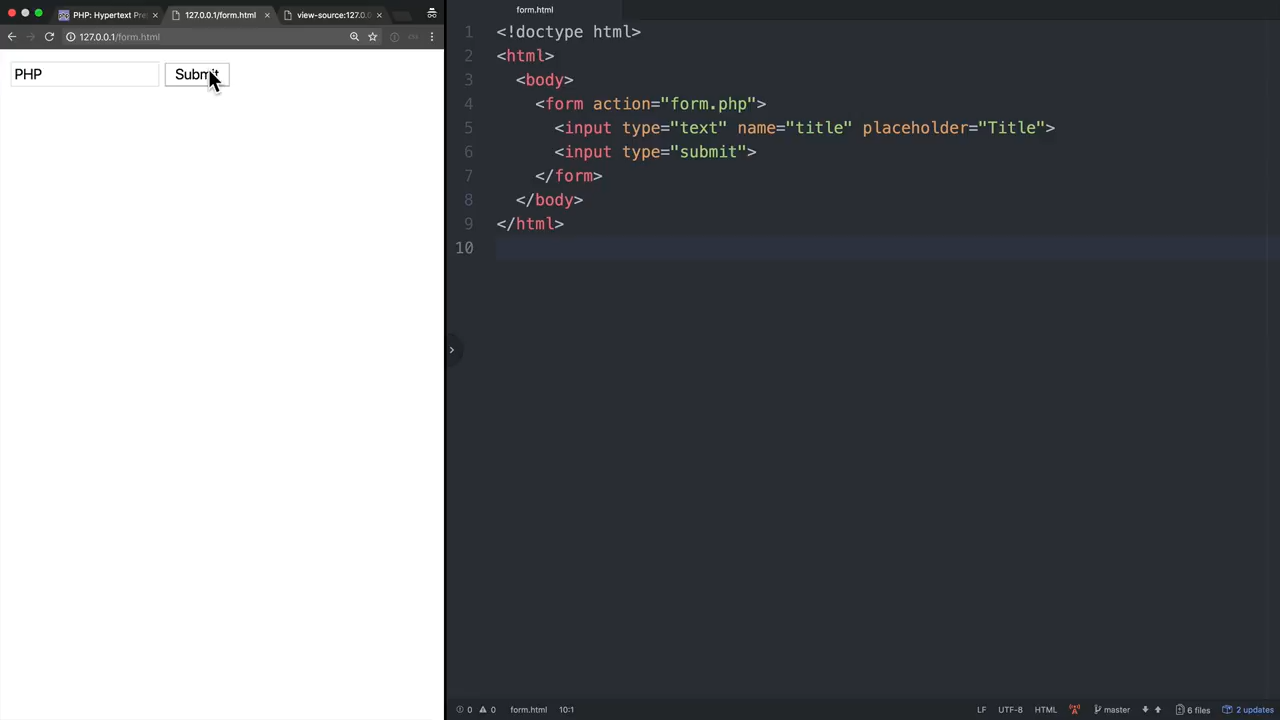 PHP: Hypertext Pre
127.0.0.1/form.html
view-source:127.0.0
127.0.0.1/form.html
PHP
Submit
form.html
1 <!doctype html>
2 <html>
3 <body>
4 <form action="form.php">
5 <input type="text" name="title" placeholder="Title">
6 <input type="submit">
7 </form>
8 </body>
9 </html>
10
0 0 form.html 10:1 LF UTF-8 HTML master 6 files 2 updates